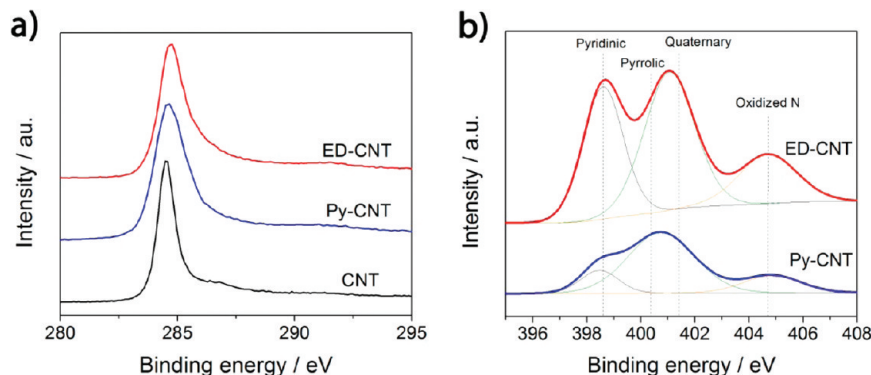 a)
Intensity / au.
ED-CNT
Py-CNT
CNT
280 285 290 295
Binding energy / eV
b)
Intensity / a.u.
Pyridinic Quaternary
Pyrrolic
Oxidized N
ED-CNT
Py-CNT
396 398 400 402 404 406 408
Binding energy / eV